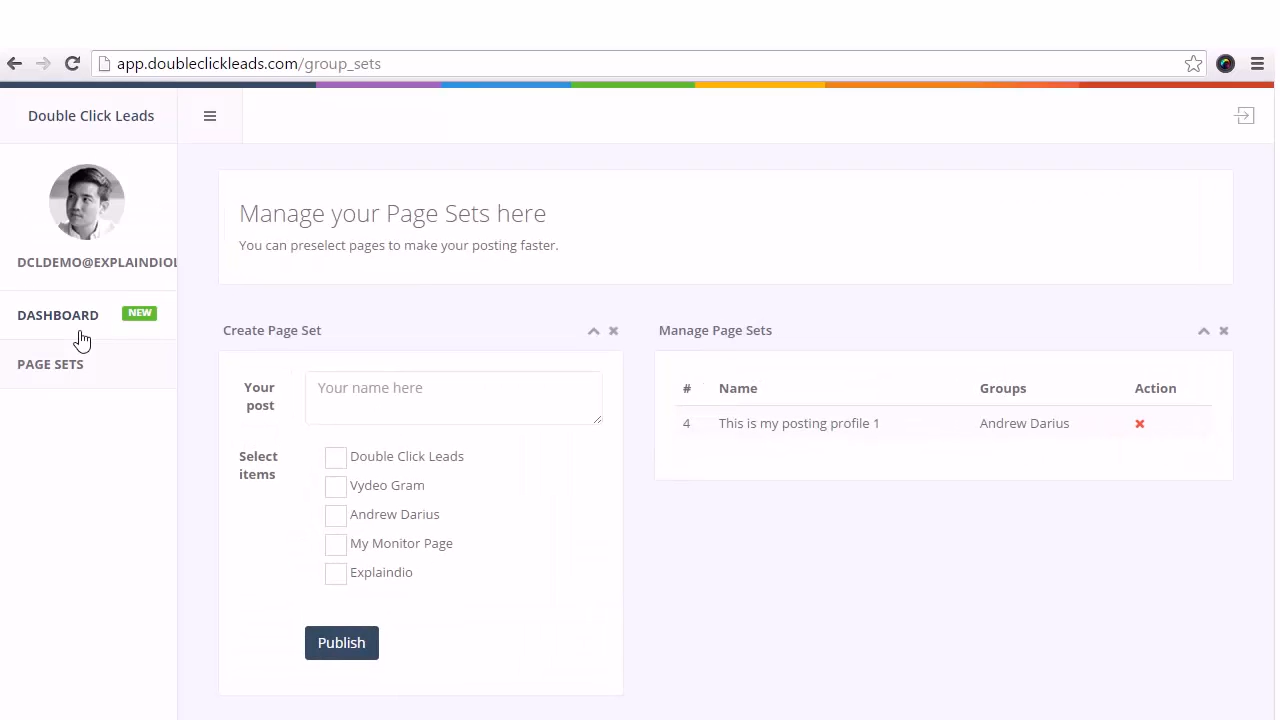 app.doubleclickleads.com/group_sets
Double Click Leads
DCLDEMO@EXPLAINDIOL
DASHBOARD
NEW
PAGE SETS
Manage your Page Sets here
You can preselect pages to make your posting faster.
Create Page Set
Your
post
Your name here
Select
items
Double Click Leads
Vydeo Gram
Andrew Darius
My Monitor Page
Explaindio
Publish
Manage Page Sets
# Name Groups Action
4 This is my posting profile 1 Andrew Darius